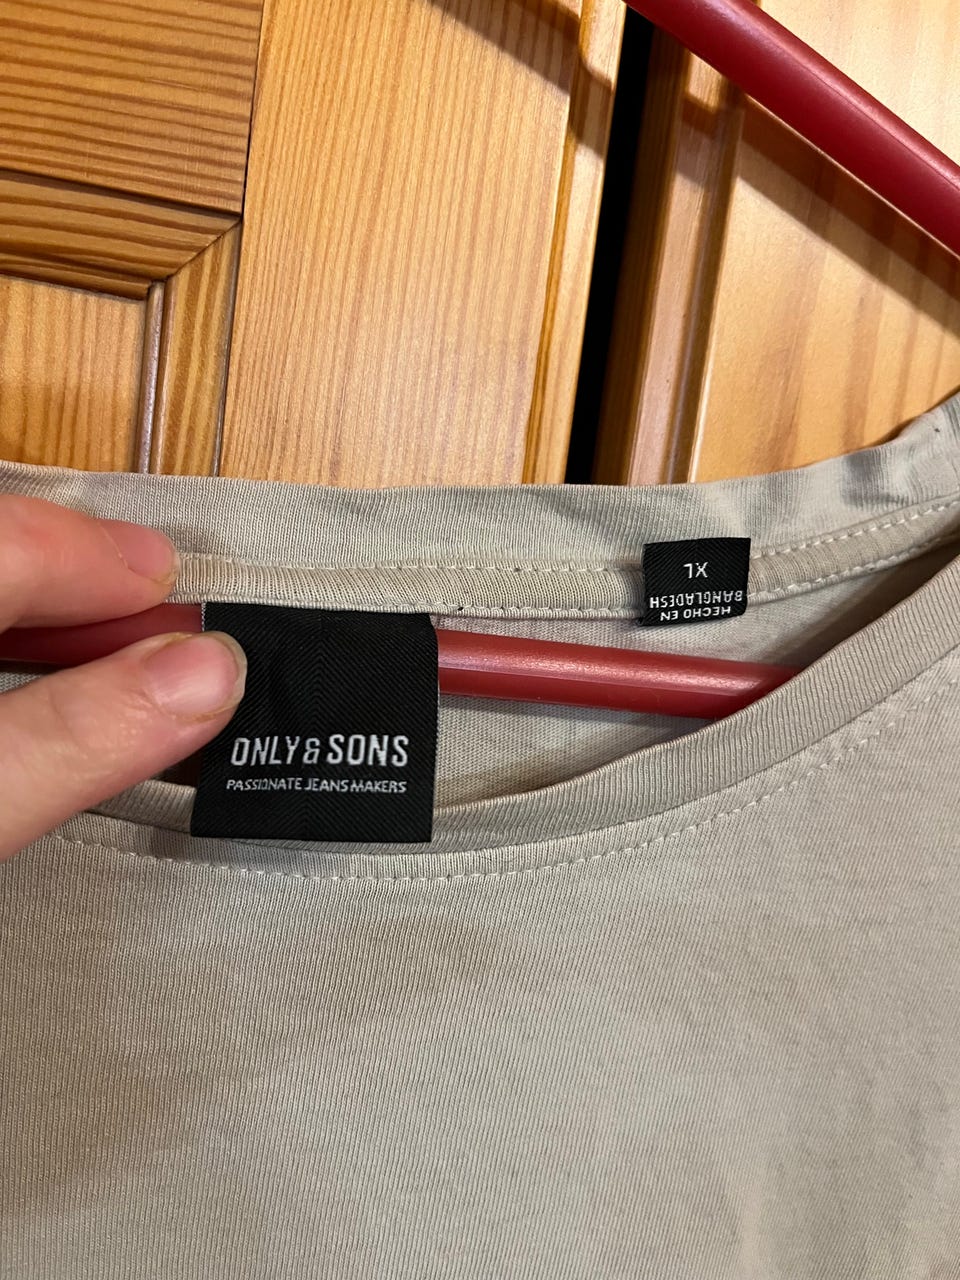 ONLY & SONS
PASSIONATE JEANS MAKERS
HECHO EN
BANGLADESH
XL